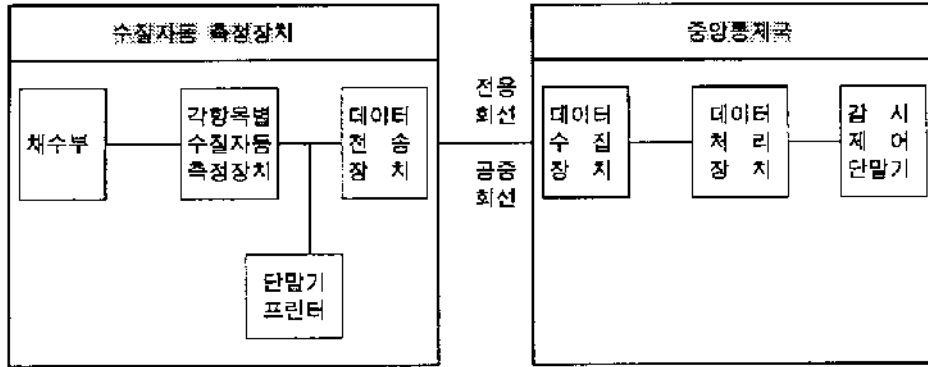 수질자동 측정장치
채수부
각항목별
수질자동
측정장치
데이터
전 송
장 치
단말기
프린터
전용
회선
공중
회선
중앙통제국
데이터
수 집
장 치
데이터
처 리
장 치
감 시
제 어
단말기